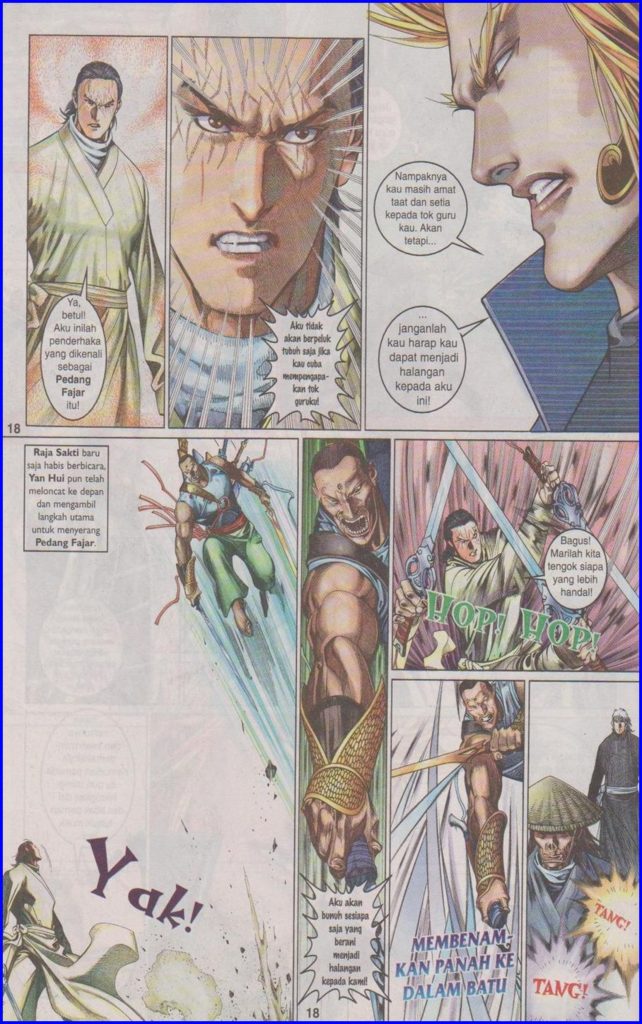 Ya,
betul!
Aku inilah
penderhaka
yang dikenali
sebagai
Pedang
Fajar
itu!
Aku tidak
akan berpeluk
tubuh saja jika
kau cuba
mempengapa-
kan tok
guruku!
Nampaknya
kau masih amat
taat dan setia
kepada tok guru
kau. Akan
tetapi...
...
janganlah
kau harap kau
dapat menjadi
halangan
kepada aku
ini!
18
Raja Sakti baru
saja habis berbicara,
Yan Hui pun telah
meloncat ke depan
dan mengambil
langkah utama
untuk menyerang
Pedang Fajar.
Yak!
Aku akan
bunuh sesiapa
saja yang
berani
menjadi
halangan
kepada kami!
Bagus!
Marilah kita
tengok siapa
yang lebih
handal!
HOP! HOP!
MEMBENAM-
KAN PANAH KE
DALAM BATU
TANG!
TANG!
18